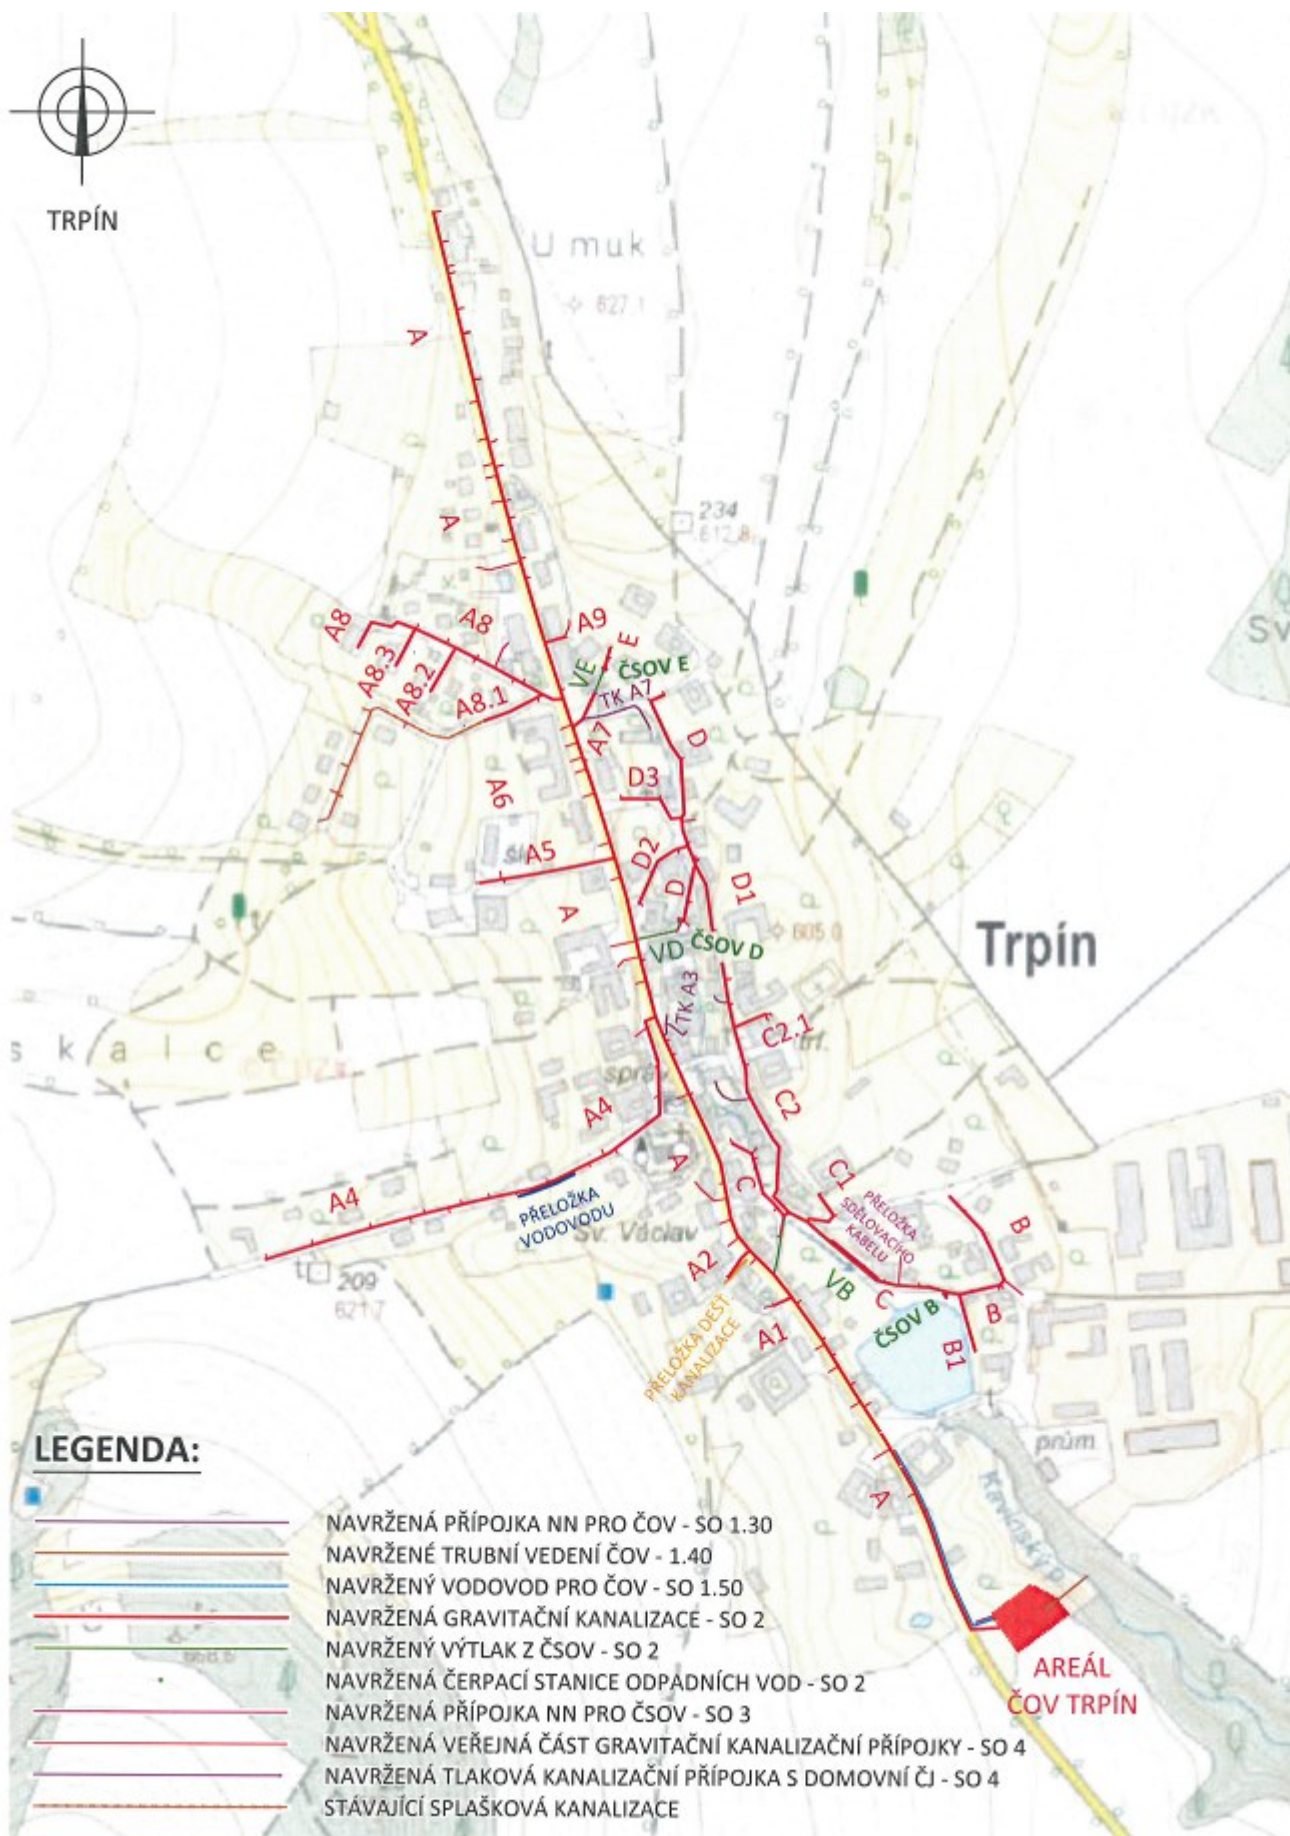 TRPÍN
U muk
627.1
A
234
612.8
A
A9
A8
A8
E
VE
ČSOV E
A8.3
A8.2
A8.1
TK A7
A7
D
D3
A6
A5
D2
D
D1
A
605.0
Trpín
VD ČSOV D
TK A3
C2.1
skalce
správ
C2
A4
A
C
C1
A4
PŘELOŽKA
VODOVODU
PŘELOŽKA
SDĚLOVACÍHO
KABELU
B
Sv. Václav
A2
209
621.7
VB
C
B
ČSOV B
B1
A1
PŘELOŽKA DEŠŤ
KANALIZACE
prům
A
LEGENDA:
NAVRŽENÁ PŘÍPOJKA NN PRO ČOV - SO 1.30
NAVRŽENÉ TRUBNÍ VEDENÍ ČOV - 1.40
NAVRŽENÝ VODOVOD PRO ČOV - SO 1.50
NAVRŽENÁ GRAVITAČNÍ KANALIZACE - SO 2
NAVRŽENÝ VÝTLAK Z ČSOV - SO 2
NAVRŽENÁ ČERPACÍ STANICE ODPADNÍCH VOD - SO 2
NAVRŽENÁ PŘÍPOJKA NN PRO ČSOV - SO 3
NAVRŽENÁ VEŘEJNÁ ČÁST GRAVITAČNÍ KANALIZAČNÍ PŘÍPOJKY - SO 4
NAVRŽENÁ TLAKOVÁ KANALIZAČNÍ PŘÍPOJKA S DOMOVNÍ ČJ - SO 4
STÁVAJÍCÍ SPLAŠKOVÁ KANALIZACE
AREÁL
ČOV TRPÍN